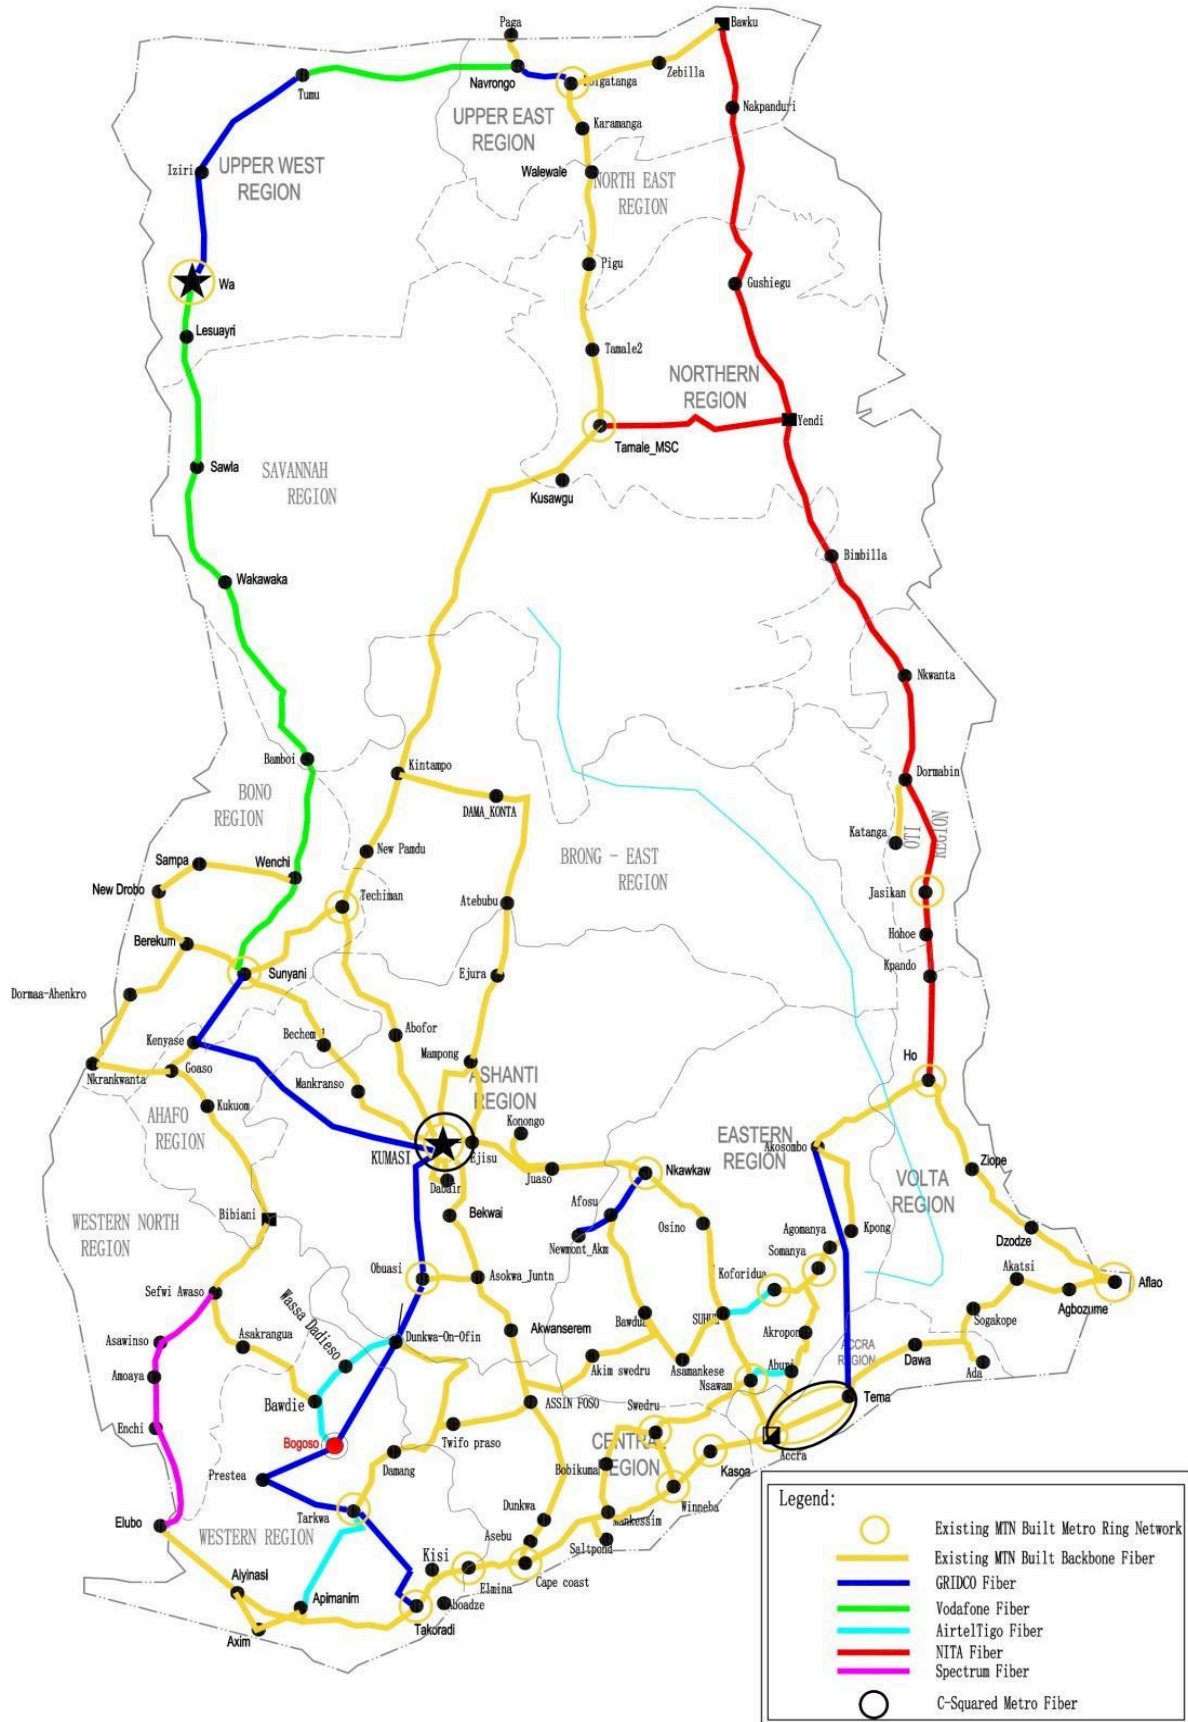 Paga
Bawku
Navrongo
Zebilla
Tumu
UPPER EAST
REGION
Nakpanduri
Karamanga
Iziri
UPPER WEST
REGION
Walewale
NORTH EAST
REGION
Pigu
Wa
Gushiegu
Lesuayri
Tamale2
NORTHERN
REGION
Yendi
Tamale_MSC
Sawla
SAVANNAH
REGION
Kusawgu
Bimbilla
Wakawaka
Nkwanta
Bamboi
Kintampo
Dormabin
BONO
REGION
DAMA_KONTA
Katanga
OTI
REGION
New Pamdu
BRONG - EAST
REGION
Sampa
Wenchi
New Drobo
Techiman
Atebubu
Jasikan
Berekum
Hohoe
Sunyani
Ejura
Kpando
Dormaa-Ahenkro
Kenyase
Bechem_1
Abofor
Mampong
Ho
Nkrankwanta
Goaso
Mankranso
ASHANTI
REGION
AHAFO
REGION
Kukuom
Konongo
EASTERN
REGION
Akosombo
KUMASI
Ejisu
Juaso
Nkawkaw
Ziope
VOLTA
REGION
Dabain
Afosu
WESTERN NORTH
REGION
Bibiani
Bekwai
Osino
Agomanya
Kpong
Dzodze
Newmont_Akm
Somanya
Obuasi
Asokwa_Juntn
Koforidua
Akatsi
Aflao
Sefwi Awaso
Agbozume
Wassa Dadieso
Bawdua
Sogakope
Asawinso
Asakrangua
Dunkwa-On-Ofin
Akwanserem
Akropon
ACCRA
REGION
Dawa
Amoaya
Akim swedru
Asamankese
Nsawam
Aburi
Ada
Bawdie
ASSIN FOSO
Tema
Enchi
Bogoso
Twifo praso
Swedru
CENTRAL
REGION
Accra
Prestea
Damang
Bobikuma
Kasoa
Winneba
Elubo
WESTERN REGION
Tarkwa
Dunkwa
Mankessim
Asebu
Saltpond
Kisi
Elmina
Cape coast
Aiyinasi
Apimanim
Aboadze
Axim
Takoradi
Legend:
Existing MTN Built Metro Ring Network
Existing MTN Built Backbone Fiber
GRIDCO Fiber
Vodafone Fiber
AirtelTigo Fiber
NITA Fiber
Spectrum Fiber
C-Squared Metro Fiber